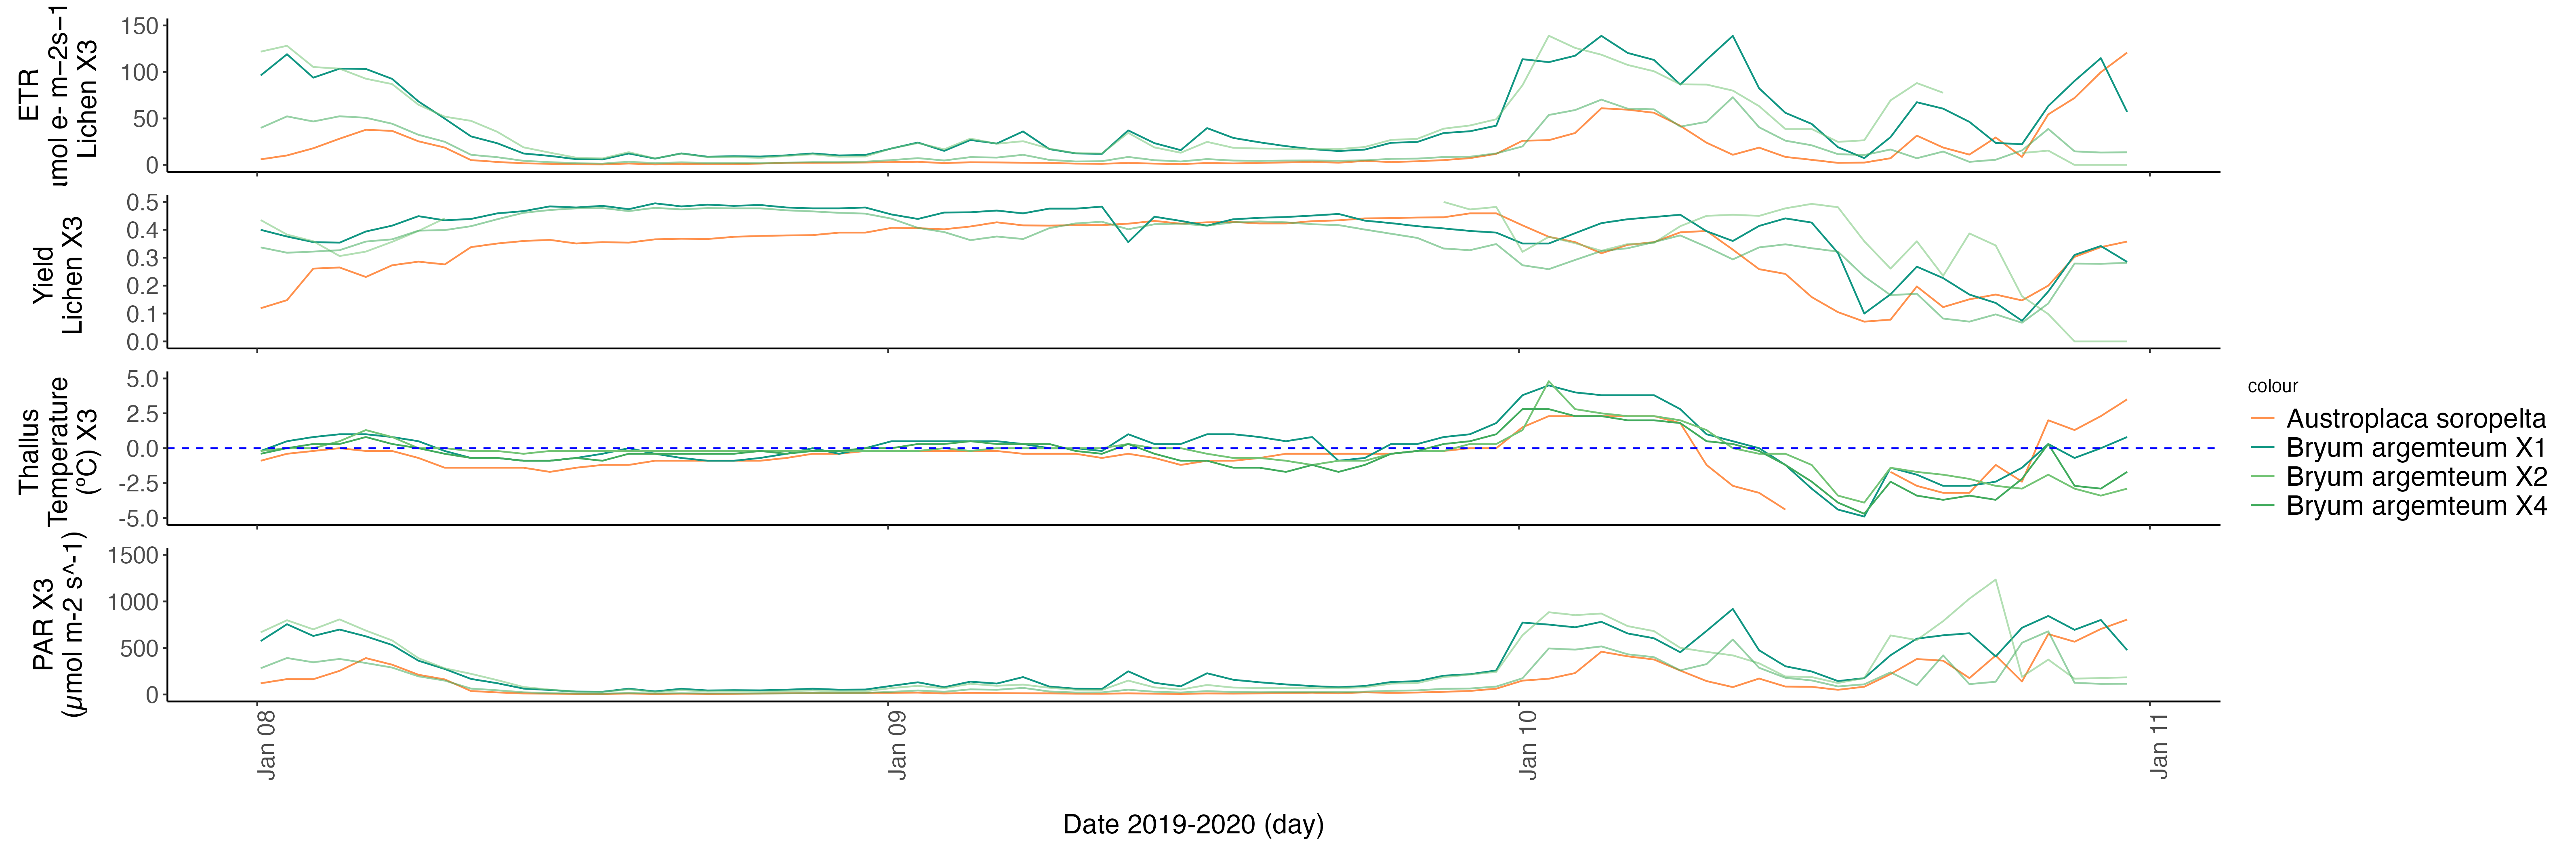 ETR
µmol e- m−2s−1
Lichen X3
150
100
50
0
Yield
Lichen X3
0.5
0.4
0.3
0.2
0.1
0.0
Thallus
Temperature
(ºC) X3
5.0
2.5
0.0
-2.5
-5.0
PAR X3
(µmol m-2 s^-1)
1500
1000
500
0
Jan 08
Jan 09
Jan 10
Jan 11
Date 2019-2020 (day)
colour
Austroplaca soropelta
Bryum argemteum X1
Bryum argemteum X2
Bryum argemteum X4